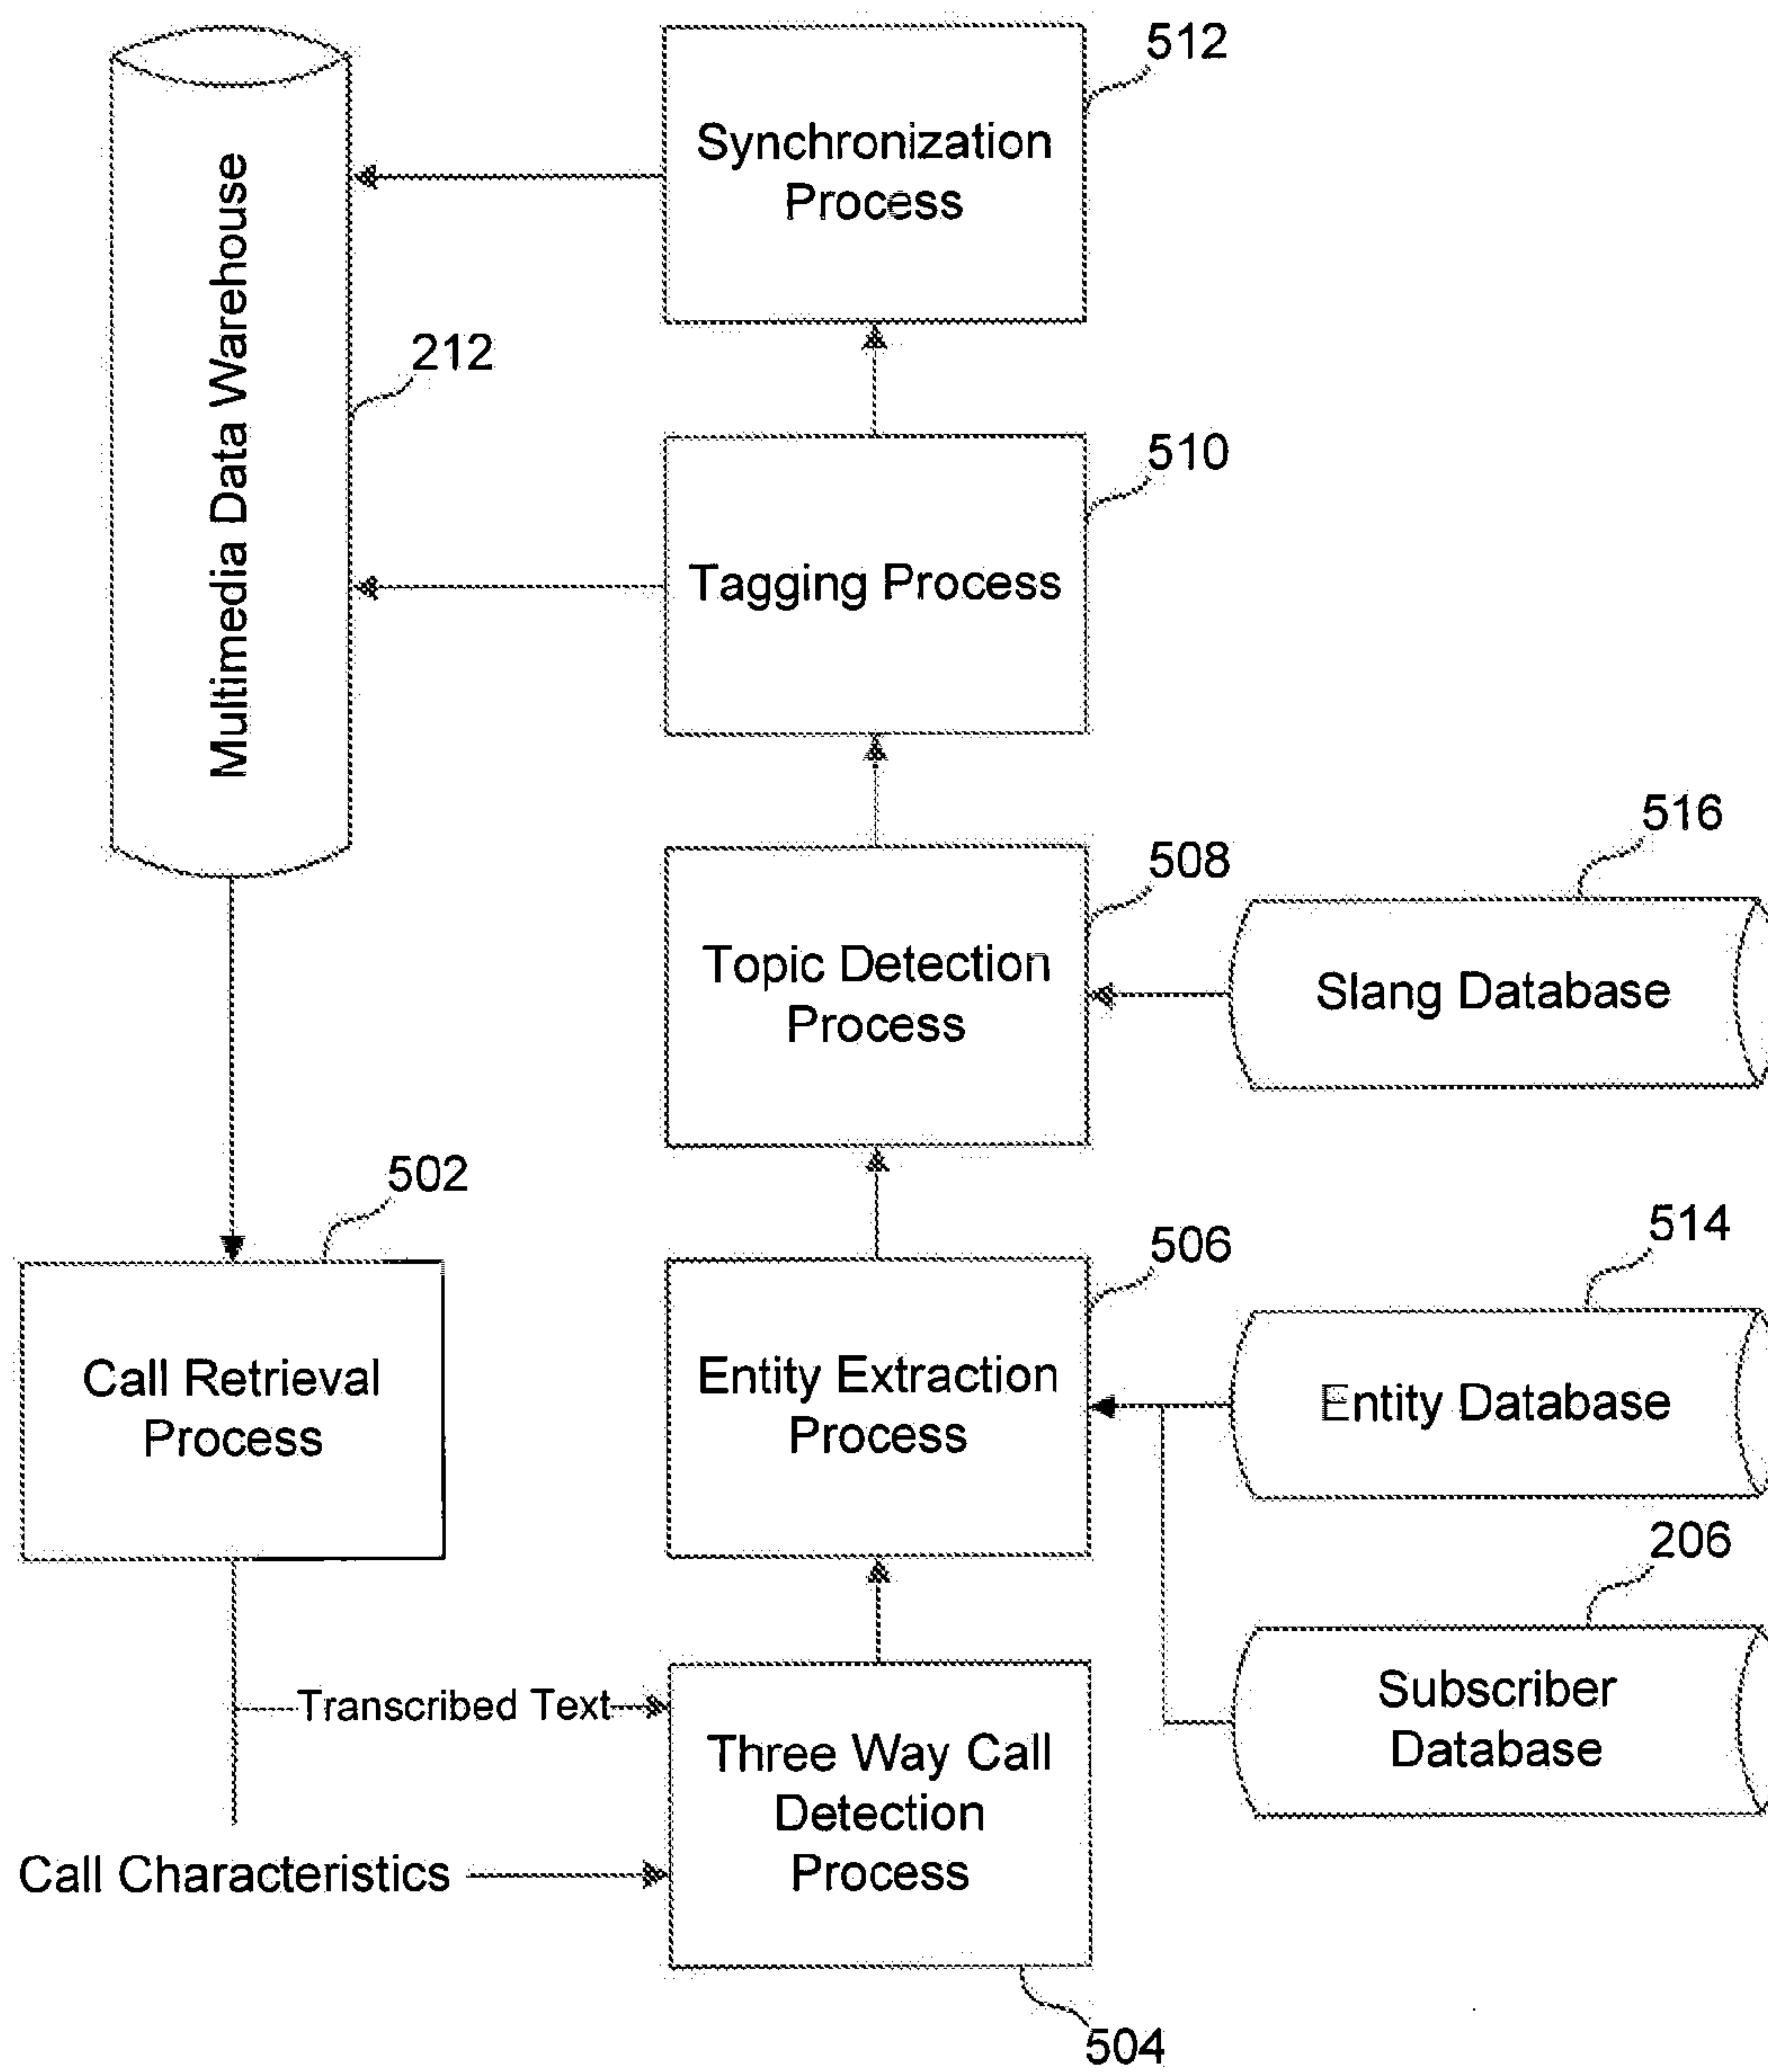 512
Synchronization
Process
Multimedia Data Warehouse
212
510
Tagging Process
516
508
Topic Detection
Process
Slang Database
502
514
506
Call Retrieval
Process
Entity Extraction
Process
Entity Database
206
Transcribed Text
Subscriber
Database
Three Way Call
Detection
Process
Call Characteristics
504